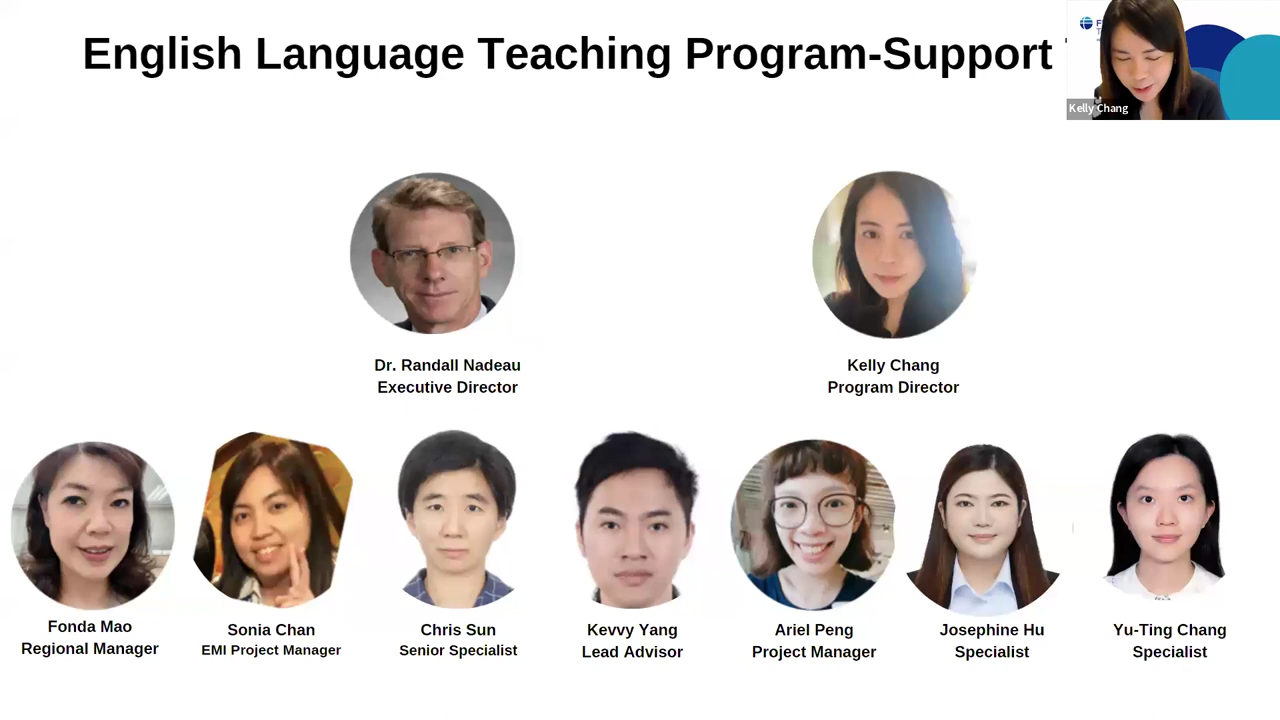 English Language Teaching Program-Support
Kelly Chang
Dr. Randall Nadeau
Executive Director
Kelly Chang
Program Director
Fonda Mao
Regional Manager
Sonia Chan
EMI Project Manager
Chris Sun
Senior Specialist
Kevvy Yang
Lead Advisor
Ariel Peng
Project Manager
Josephine Hu
Specialist
Yu-Ting Chang
Specialist